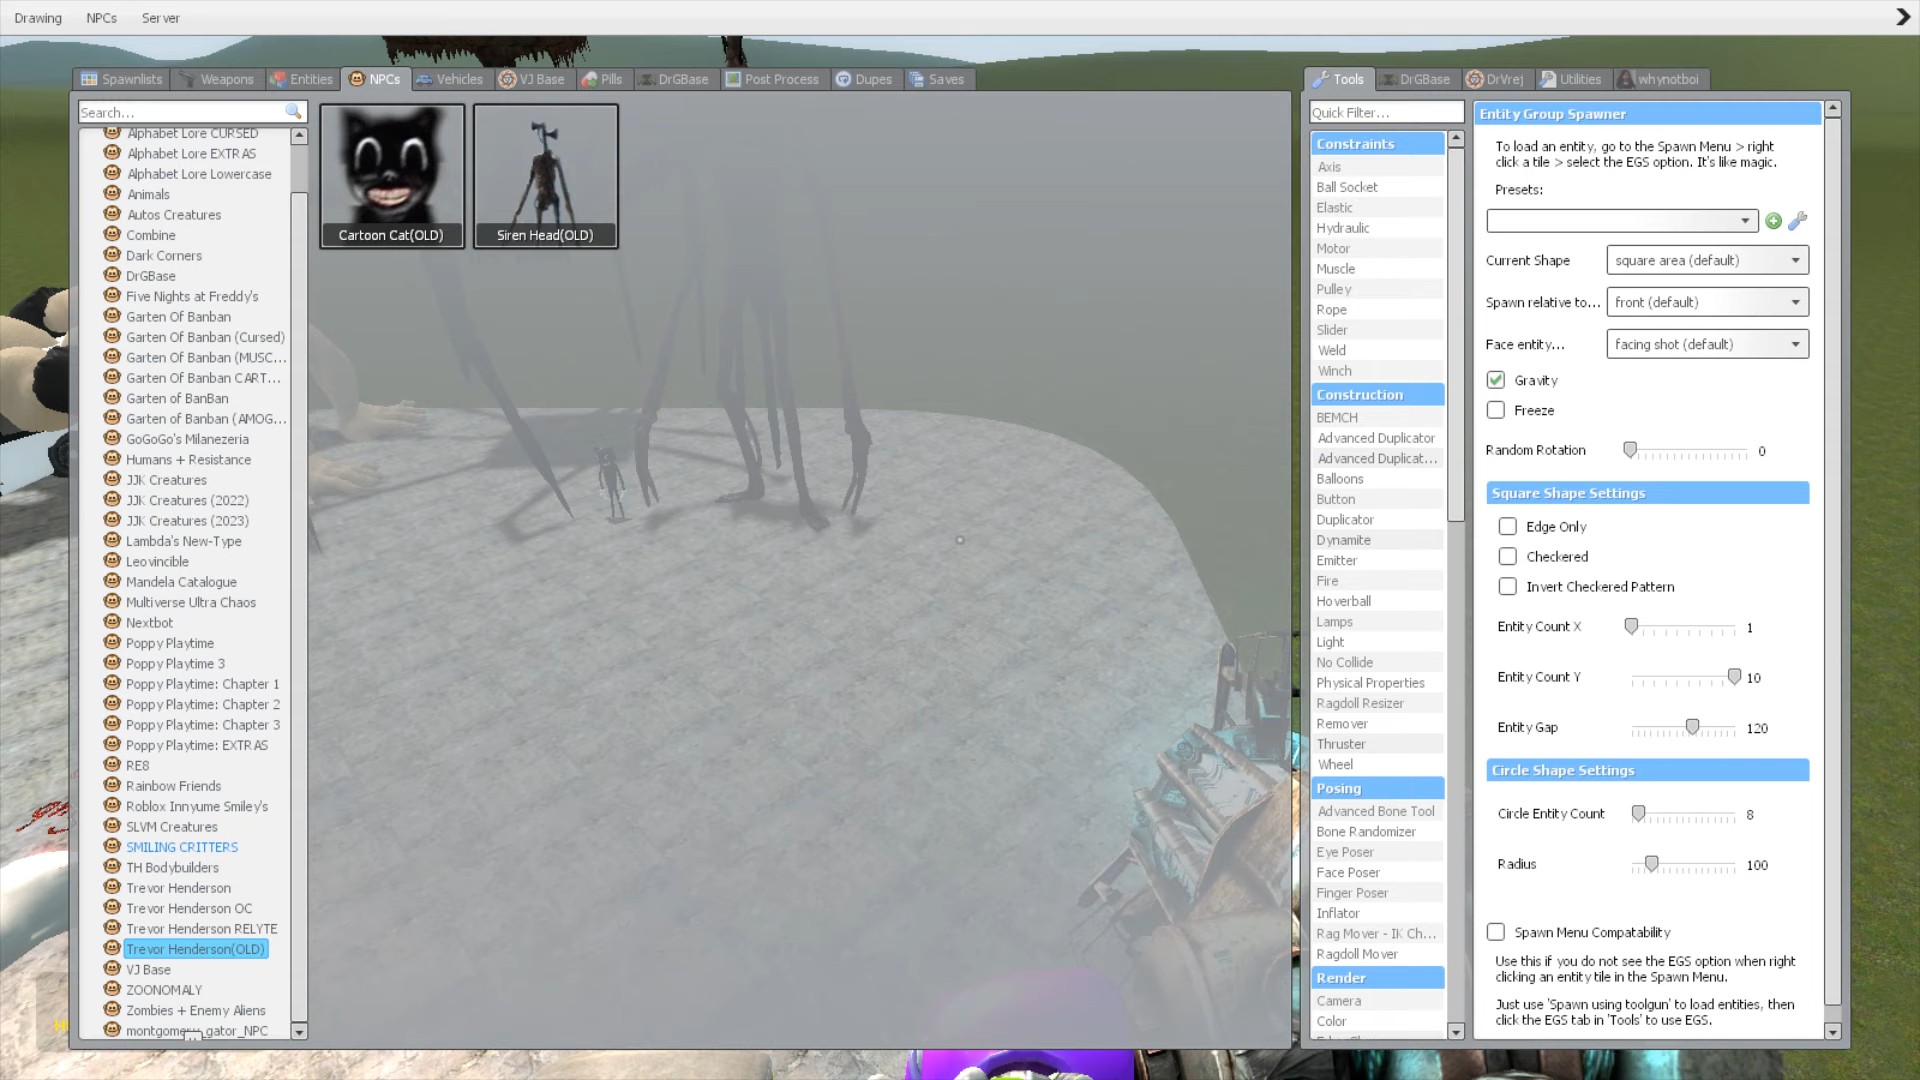 Drawing NPCs Server
Spawnlists Weapons Entities NPCs Vehicles VJ Base Pills DrGBase Post Process Dupes Saves
Search...
Alphabet Lore CURSED
Alphabet Lore EXTRAS
Alphabet Lore Lowercase
Animals
Autos Creatures
Combine
Dark Corners
DrGBase
Five Nights at Freddy's
Garten Of Banban
Garten Of Banban (Cursed)
Garten Of Banban (MUSC...
Garten Of Banban CART...
Garten of BanBan
Garten of Banban (AMOG...
GoGoGo's Milanezeria
Humans + Resistance
JJK Creatures
JJK Creatures (2022)
JJK Creatures (2023)
Lambda's New-Type
Leovincible
Mandela Catalogue
Multiverse Ultra Chaos
Nextbot
Poppy Playtime
Poppy Playtime 3
Poppy Playtime: Chapter 1
Poppy Playtime: Chapter 2
Poppy Playtime: Chapter 3
Poppy Playtime: EXTRAS
RE8
Rainbow Friends
Roblox Innyume Smiley's
SLVM Creatures
SMILING CRITTERS
TH Bodybuilders
Trevor Henderson
Trevor Henderson OC
Trevor Henderson RELYTE
Trevor Henderson(OLD)
VJ Base
ZOONOMALY
Zombies + Enemy Aliens
montgomery_gator_NPC
Cartoon Cat(OLD)
Siren Head(OLD)
Tools DrGBase DrVrej Utilities whynotboi
Quick Filter...
Constraints
Axis
Ball Socket
Elastic
Hydraulic
Motor
Muscle
Pulley
Rope
Slider
Weld
Winch
Construction
BEMCH
Advanced Duplicator
Advanced Duplicat...
Balloons
Button
Duplicator
Dynamite
Emitter
Fire
Hoverball
Lamps
Light
No Collide
Physical Properties
Ragdoll Resizer
Remover
Thruster
Wheel
Posing
Advanced Bone Tool
Bone Randomizer
Eye Poser
Face Poser
Finger Poser
Inflator
Rag Mover - IK Ch...
Ragdoll Mover
Render
Camera
Color
Entity Group Spawner
To load an entity, go to the Spawn Menu > right
click a tile > select the EGS option. It's like magic.
Presets:
Current Shape square area (default)
Spawn relative to... front (default)
Face entity... facing shot (default)
Gravity
Freeze
Random Rotation 0
Square Shape Settings
Edge Only
Checkered
Invert Checkered Pattern
Entity Count X 1
Entity Count Y 10
Entity Gap 120
Circle Shape Settings
Circle Entity Count 8
Radius 100
Spawn Menu Compatability
Use this if you do not see the EGS option when right
clicking an entity tile in the Spawn Menu.
Just use 'Spawn using toolgun' to load entities, then
click the EGS tab in 'Tools' to use EGS.